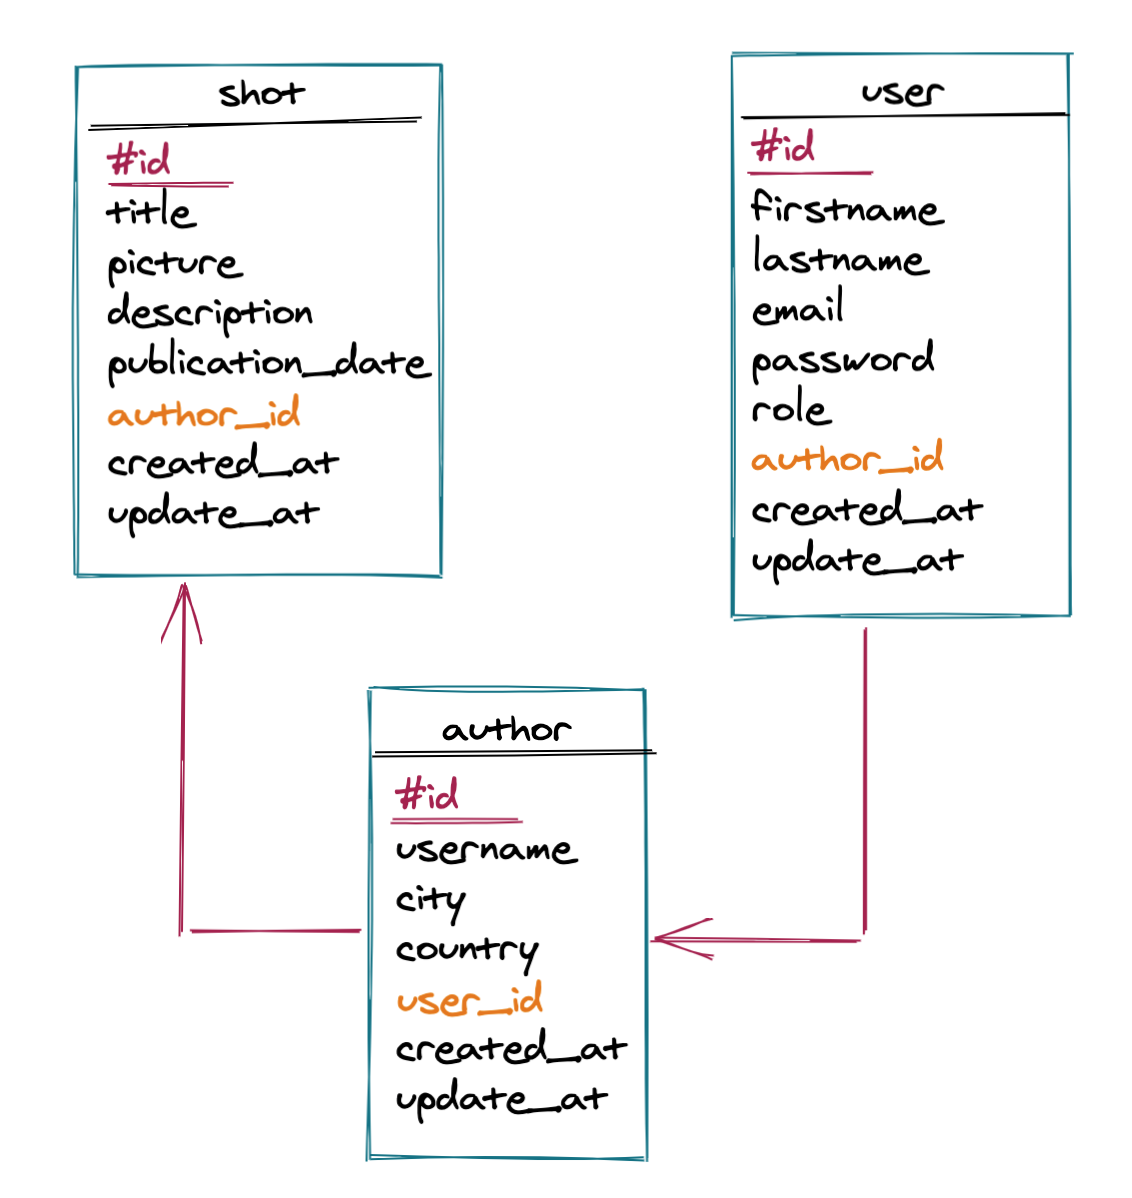 shot
#id
title
picture
description
publication_date
author_id
created_at
update_at
user
#id
firstname
lastname
email
password
role
author_id
created_at
update_at
author
#id
username
city
country
user_id
created_at
update_at